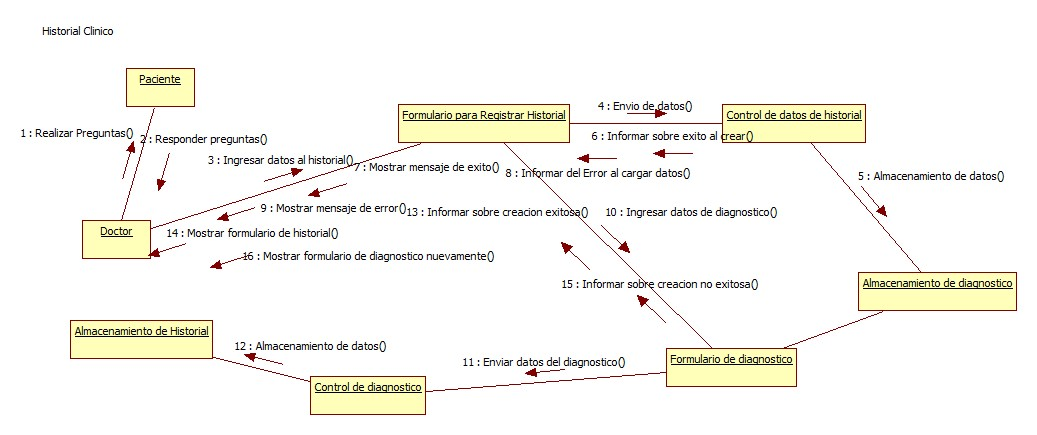 Historial Clinico
Paciente
1 : Realizar Preguntas()
2 : Responder preguntas()
Formulario para Registrar Historial
4 : Envio de datos()
Control de datos de historial
6 : Informar sobre exito al crear()
3 : Ingresar datos al historial()
7 : Mostrar mensaje de exito()
8 : Informar del Error al cargar datos()
5 : Almacenamiento de datos()
9 : Mostrar mensaje de error()
13 : Informar sobre creacion exitosa()
10 : Ingresar datos de diagnostico()
Doctor
14 : Mostrar formulario de historial()
16 : Mostrar formulario de diagnostico nuevamente()
15 : Informar sobre creacion no exitosa()
Almacenamiento de diagnostico
Almacenamiento de Historial
12 : Almacenamiento de datos()
11 : Enviar datos del diagnostico()
Formulario de diagnostico
Control de diagnostico